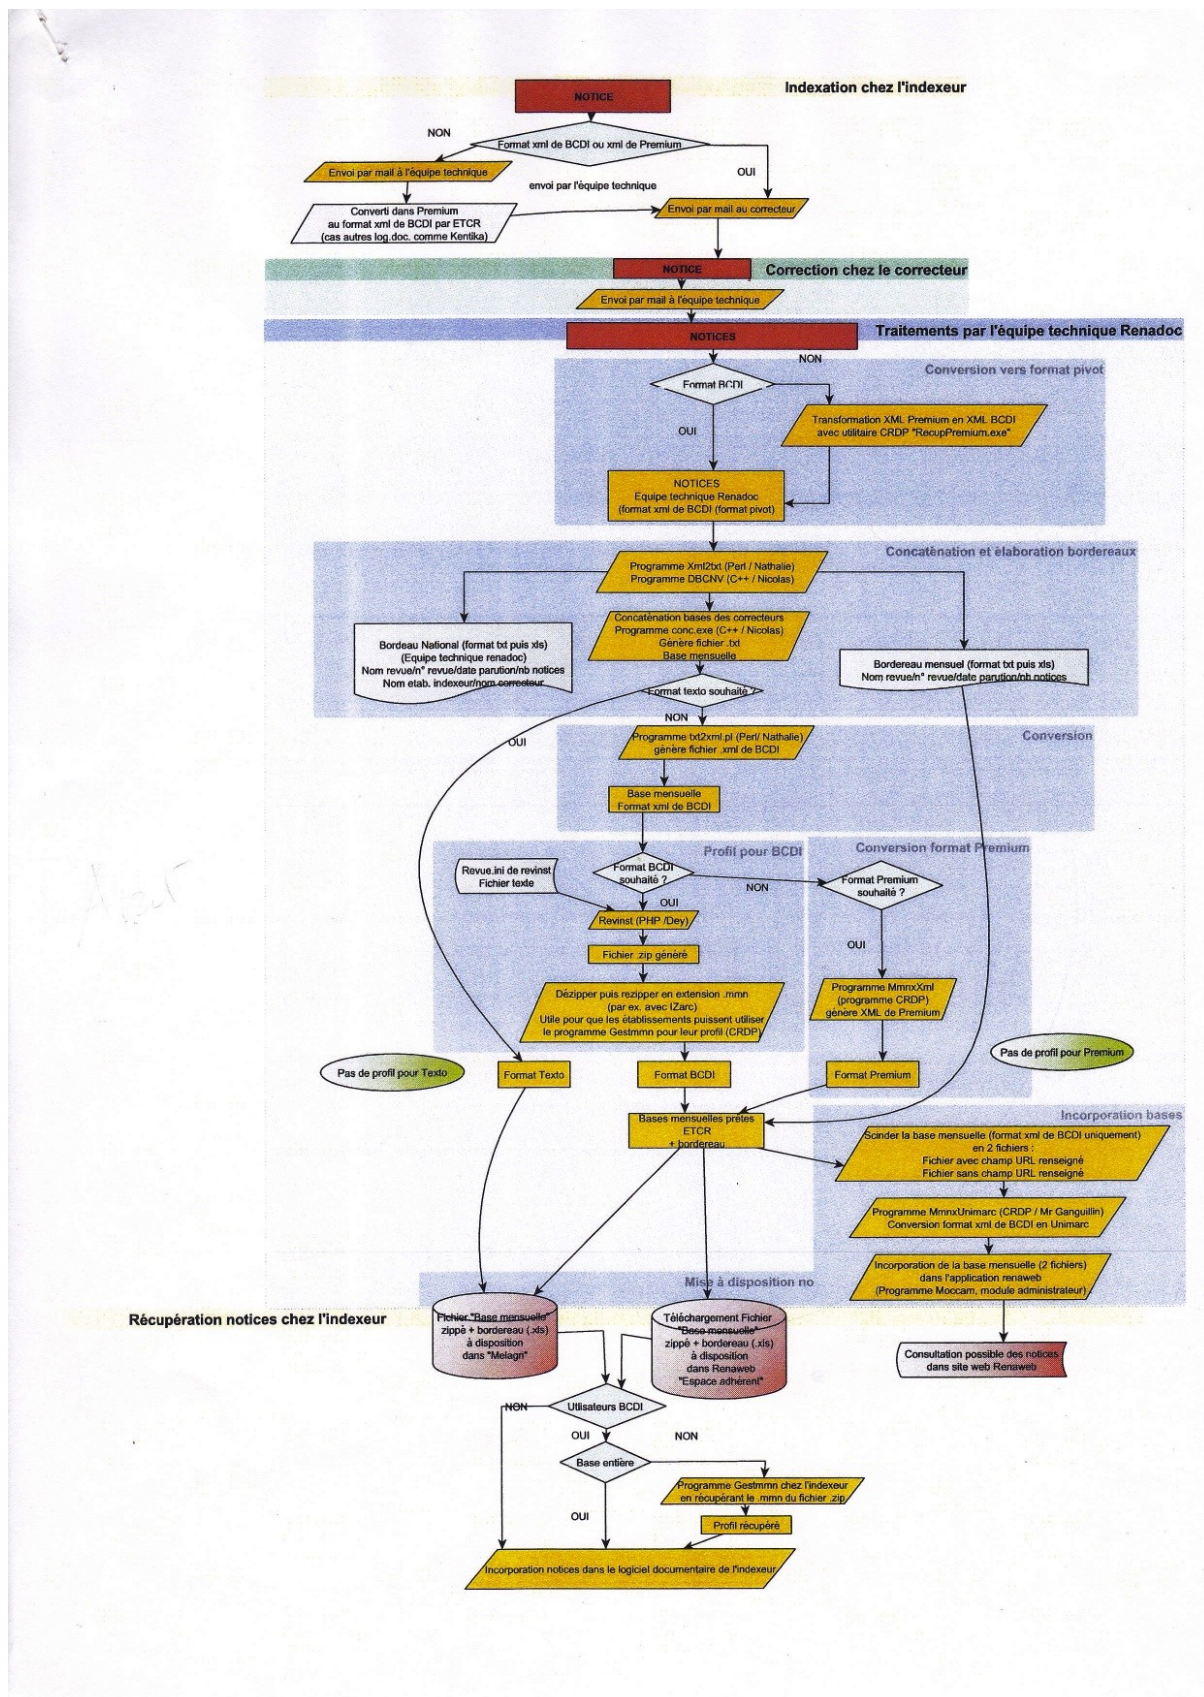 Indexation chez l'indexeur
NOTICE
NON
Format xml de BCDI ou xml de Premium
Envoi par mail à l'équipe technique
OUI
envoi par l'équipe technique
Converti dans Premium
au format xml de BCDI par ETCR
(cas autres log.doc. comme Kentika)
Envoi par mail au correcteur
NOTICE
Correction chez le correcteur
Envoi par mail à l'équipe technique
Traitements par l'équipe technique Renadoc
NOTICES
NON
Conversion vers format pivot
Format BCDI
Transformation XML Premium en XML BCDI
avec utilitaire CRDP "RecupPremium.exe"
OUI
NOTICES
Equipe technique Renadoc
(format xml de BCDI (format pivot)
Concaténation et élaboration bordereaux
Programme Xml2txt (Perl / Nathalie)
Programme DBCNV (C++ / Nicolas)
Concaténation bases des correcteurs
Programme conc.exe (C++ / Nicolas)
Génère fichier .txt
Base mensuelle
Bordeau National (format txt puis xls)
(Equipe technique renadoc)
Nom revue/n° revue/date parution/nb notices
Nom etab. indexeur/nom correcteur
Bordereau mensuel (format txt puis xls)
Nom revue/n° revue/date parution/nb notices
Format texto souhaité ?
NON
OUI
Programme txt2xml.pl (Perl/ Nathalie)
génère fichier .xml de BCDI
Conversion
Base mensuelle
Format xml de BCDI
Profil pour BCDI
Conversion format Premium
Revue.ini de revinst
Fichier texte
Format BCDI
souhaité ?
NON
Format Premium
souhaité ?
OUI
Revinst (PHP /Dey)
OUI
Fichier .zip généré
Dézipper puis rezipper en extension .mmn
(par ex. avec IZarc)
Utile pour que les établissements puissent utiliser
le programme Gestmmn pour leur profil (CRDP)
Programme MmnxXml
(programme CRDP)
génère XML de Premium
Pas de profil pour Premium
Pas de profil pour Texto
Format Texto
Format BCDI
Format Premium
Bases mensuelles prêtes
ETCR
+ bordereau
Incorporation bases
Scinder la base mensuelle (format xml de BCDI uniquement)
en 2 fichiers :
Fichier avec champ URL renseigné
Fichier sans champ URL renseigné
Programme MmnxUnimarc (CRDP / Mr Ganguillin)
Conversion format xml de BCDI en Unimarc
Incorporation de la base mensuelle (2 fichiers)
dans l'application renaweb
(Programme Moccam, module administrateur)
Mise à disposition no
Récupération notices chez l'indexeur
Fichier "Base mensuelle"
zippé + bordereau (.xls)
à disposition
dans "Melagri"
Téléchargement Fichier
"Base mensuelle"
zippé + bordereau (.xls)
à disposition
dans Renaweb
"Espace adhérent"
Consultation possible des notices
dans site web Renaweb
NON
Utlisateurs BCDI
OUI
NON
Base entière
Programme Gestmmn chez l'indexeur
en récupérant le .mmn du fichier .zip
OUI
Profil récupéré
Incorporation notices dans le logiciel documentaire de l'indexeur